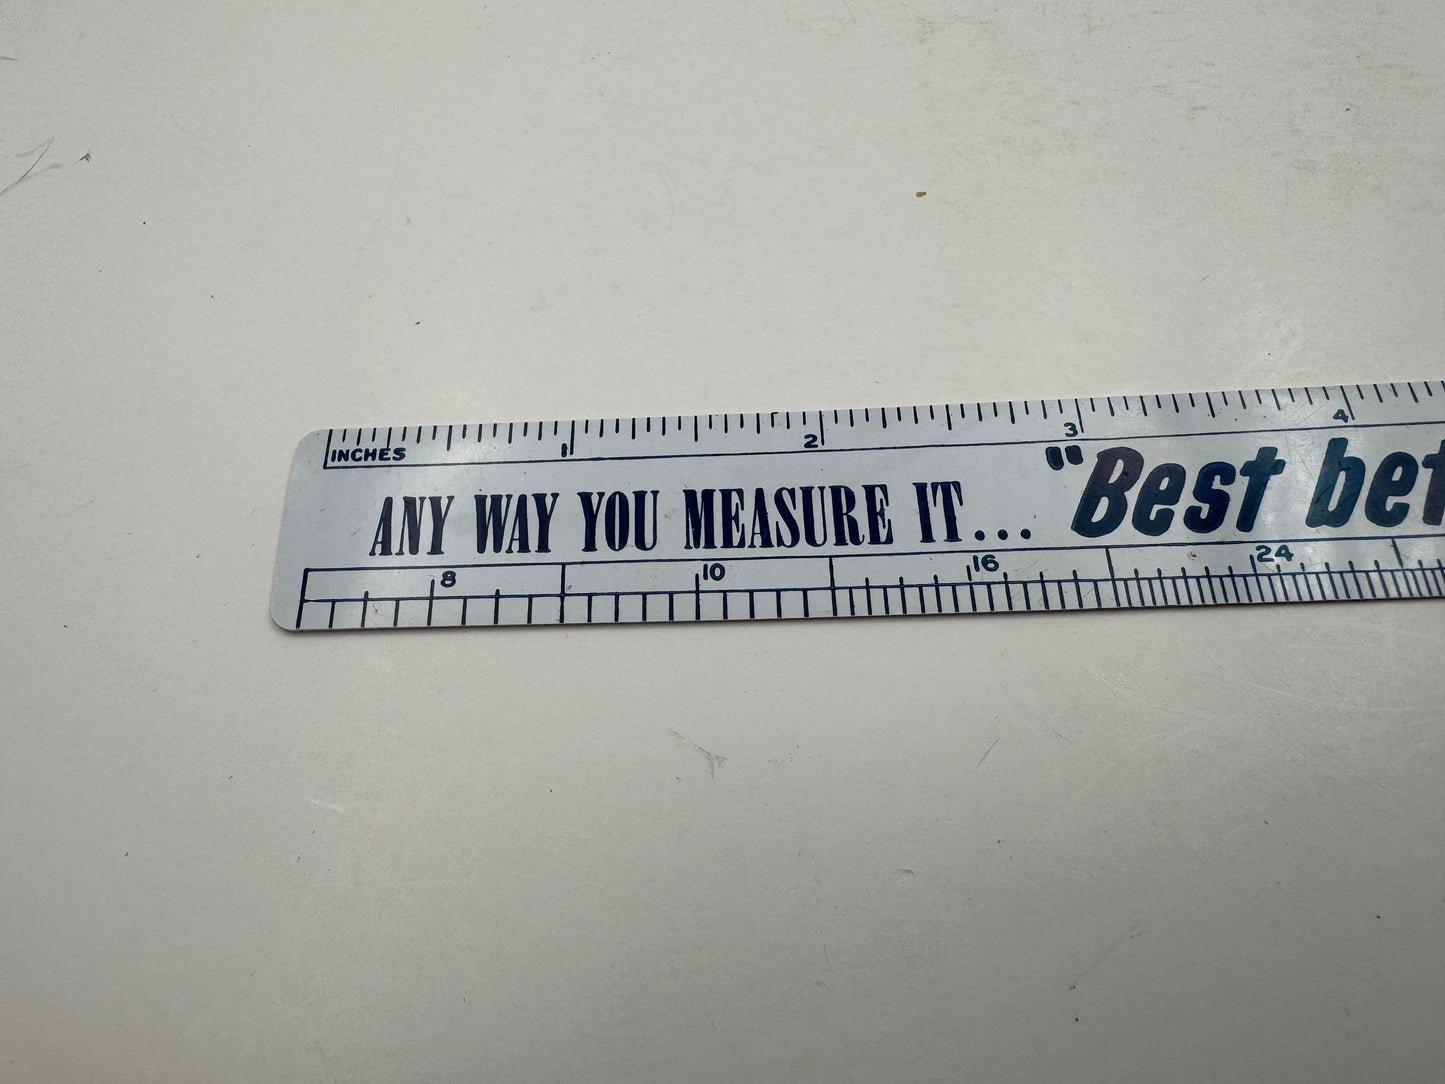 INCHES 1 2 3 4
ANY WAY YOU MEASURE IT... "Best bet
8 10 16 24